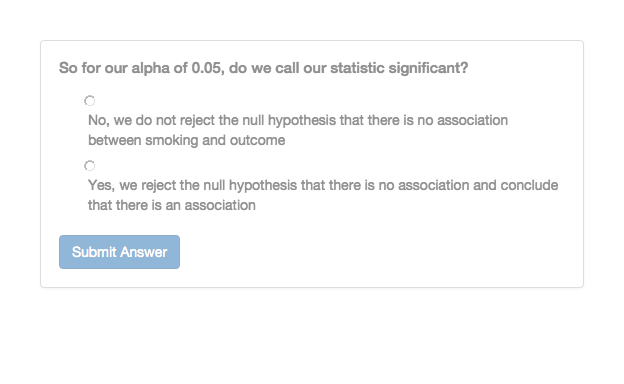 So for our alpha of 0.05, do we call our statistic significant?
No, we do not reject the null hypothesis that there is no association
between smoking and outcome
Yes, we reject the null hypothesis that there is no association and conclude
that there is an association
Submit Answer